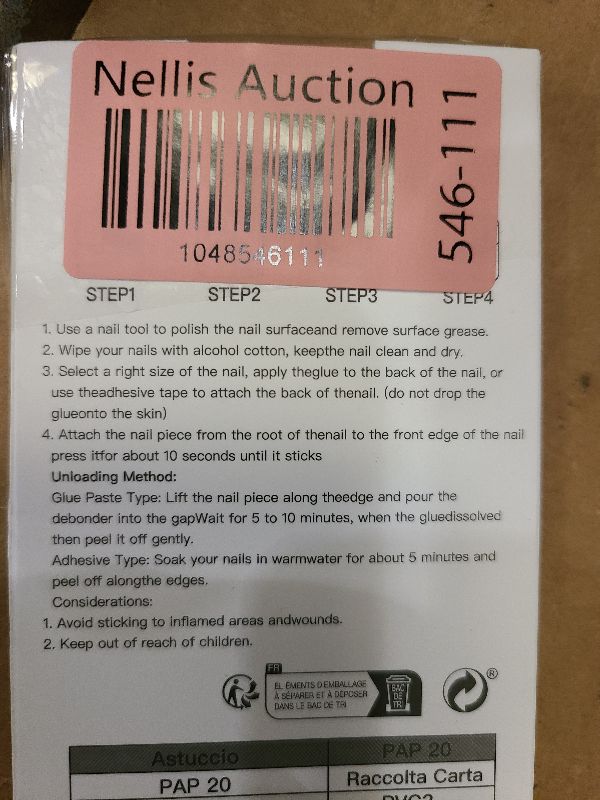 Nellis Auction
546-111
1048546111
STEP1 STEP2 STEP3 STEP4
1. Use a nail tool to polish the nail surfaceand remove surface grease.
2. Wipe your nails with alcohol cotton, keepthe nail clean and dry.
3. Select a right size of the nail, apply theglue to the back of the nail, or
use theadhesive tape to attach the back of thenail. (do not drop the
glueonto the skin)
4. Attach the nail piece from the root of thenail to the front edge of the nail
press itfor about 10 seconds until it sticks
Unloading Method:
Glue Paste Type: Lift the nail piece along theedge and pour the
debonder into the gapWait for 5 to 10 minutes, when the gluedissolved
then peel it off gently.
Adhesive Type: Soak your nails in warmwater for about 5 minutes and
peel off alongthe edges.
Considerations:
1. Avoid sticking to inflamed areas andwounds.
2. Keep out of reach of children.
FR
ÉLÉMENTS D'EMBALLAGE
À SÉPARER ET À DÉPOSER
DANS LE BAC DE TRI
BAC
DE
TRI
®
Astuccio PAP 20
PAP 20 Raccolta Carta